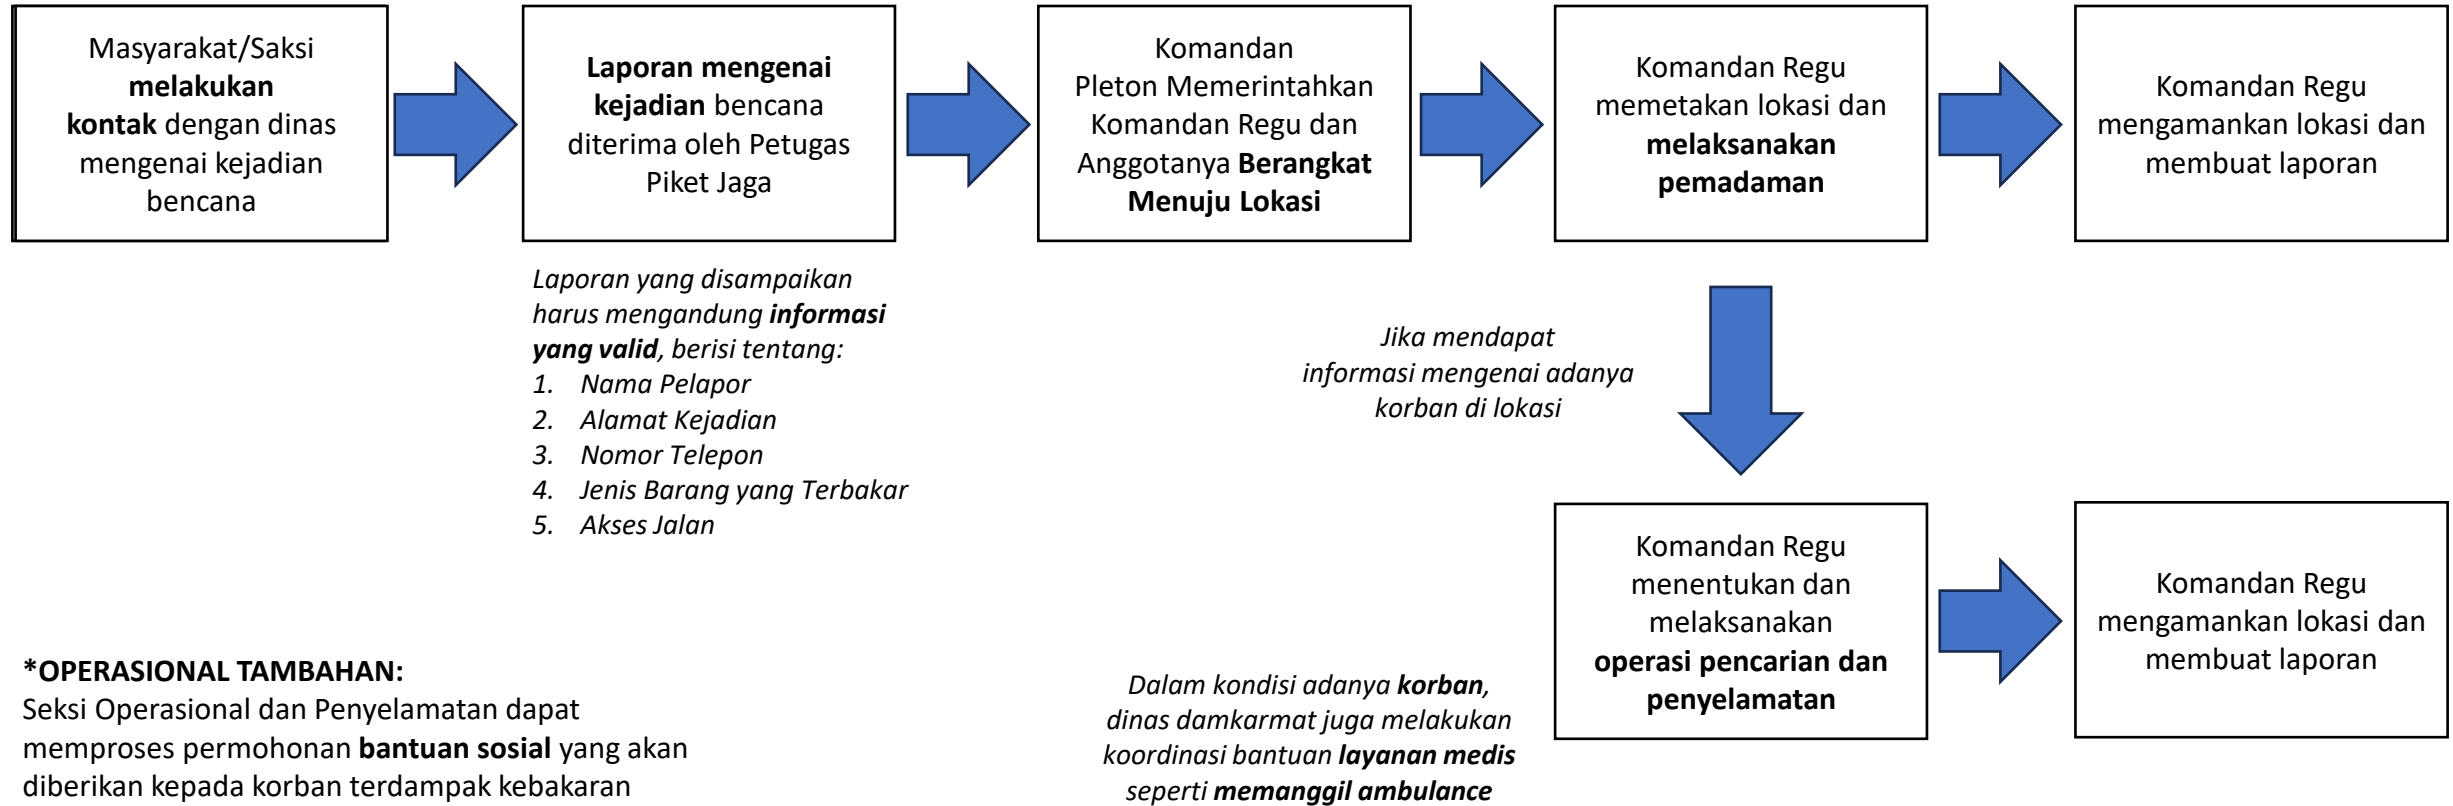 Masyarakat/Saksi
melakukan
kontak dengan dinas
mengenai kejadian
bencana
Laporan mengenai
kejadian bencana
diterima oleh Petugas
Piket Jaga
Komandan
Pleton Memerintahkan
Komandan Regu dan
Anggotanya Berangkat
Menuju Lokasi
Komandan Regu
memetakan lokasi dan
melaksanakan
pemadaman
Komandan Regu
mengamankan lokasi dan
membuat laporan
Laporan yang disampaikan
harus mengandung informasi
yang valid, berisi tentang:
1. Nama Pelapor
2. Alamat Kejadian
3. Nomor Telepon
4. Jenis Barang yang Terbakar
5. Akses Jalan
Jika mendapat
informasi mengenai adanya
korban di lokasi
Komandan Regu
menentukan dan
melaksanakan
operasi pencarian dan
penyelamatan
Komandan Regu
mengamankan lokasi dan
membuat laporan
*OPERASIONAL TAMBAHAN:
Seksi Operasional dan Penyelamatan dapat
memproses permohonan bantuan sosial yang akan
diberikan kepada korban terdampak kebakaran
Dalam kondisi adanya korban,
dinas damkarmat juga melakukan
koordinasi bantuan layanan medis
seperti memanggil ambulance